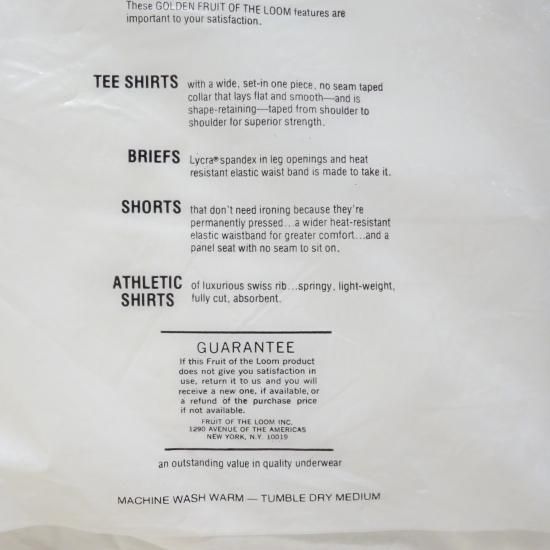 These GOLDEN FRUIT OF THE LOOM features are
important to your satisfaction.
TEE SHIRTS with a wide, set-in one piece, no seam taped
collar that lays flat and smooth—and is
shape-retaining—taped from shoulder to
shoulder for superior strength.
BRIEFS Lycra® spandex in leg openings and heat
resistant elastic waist band is made to take it.
SHORTS that don't need ironing because they're
permanently pressed...a wider heat-resistant
elastic waistband for greater comfort...and a
panel seat with no seam to sit on.
ATHLETIC SHIRTS of luxurious swiss rib...springy, light-weight,
fully cut, absorbent.
GUARANTEE
If this Fruit of the Loom product
does not give you satisfaction in
use, return it to us and you will
receive a new one, if available, or
a refund of the purchase price
if not available.
FRUIT OF THE LOOM INC.
1290 AVENUE OF THE AMERICAS
NEW YORK, N.Y. 10019
an outstanding value in quality underwear
MACHINE WASH WARM — TUMBLE DRY MEDIUM